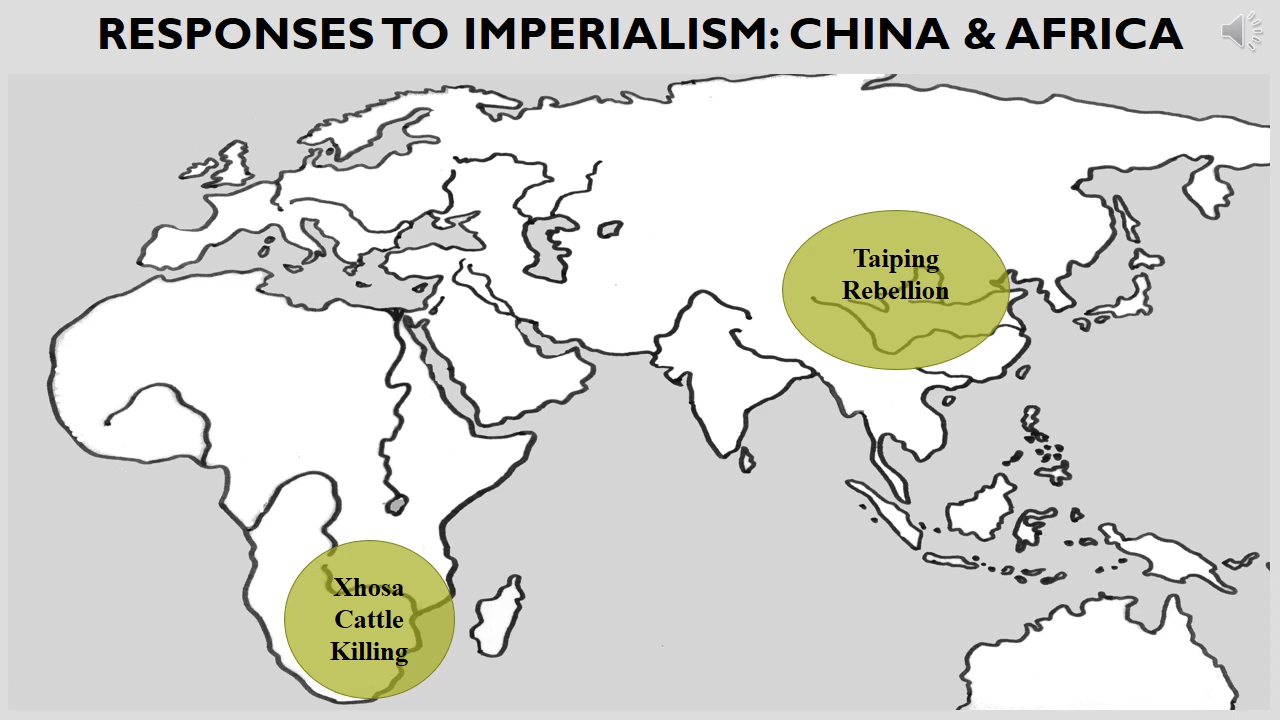 RESPONSES TO IMPERIALISM: CHINA & AFRICA
Taiping
Rebellion
Xhosa
Cattle
Killing